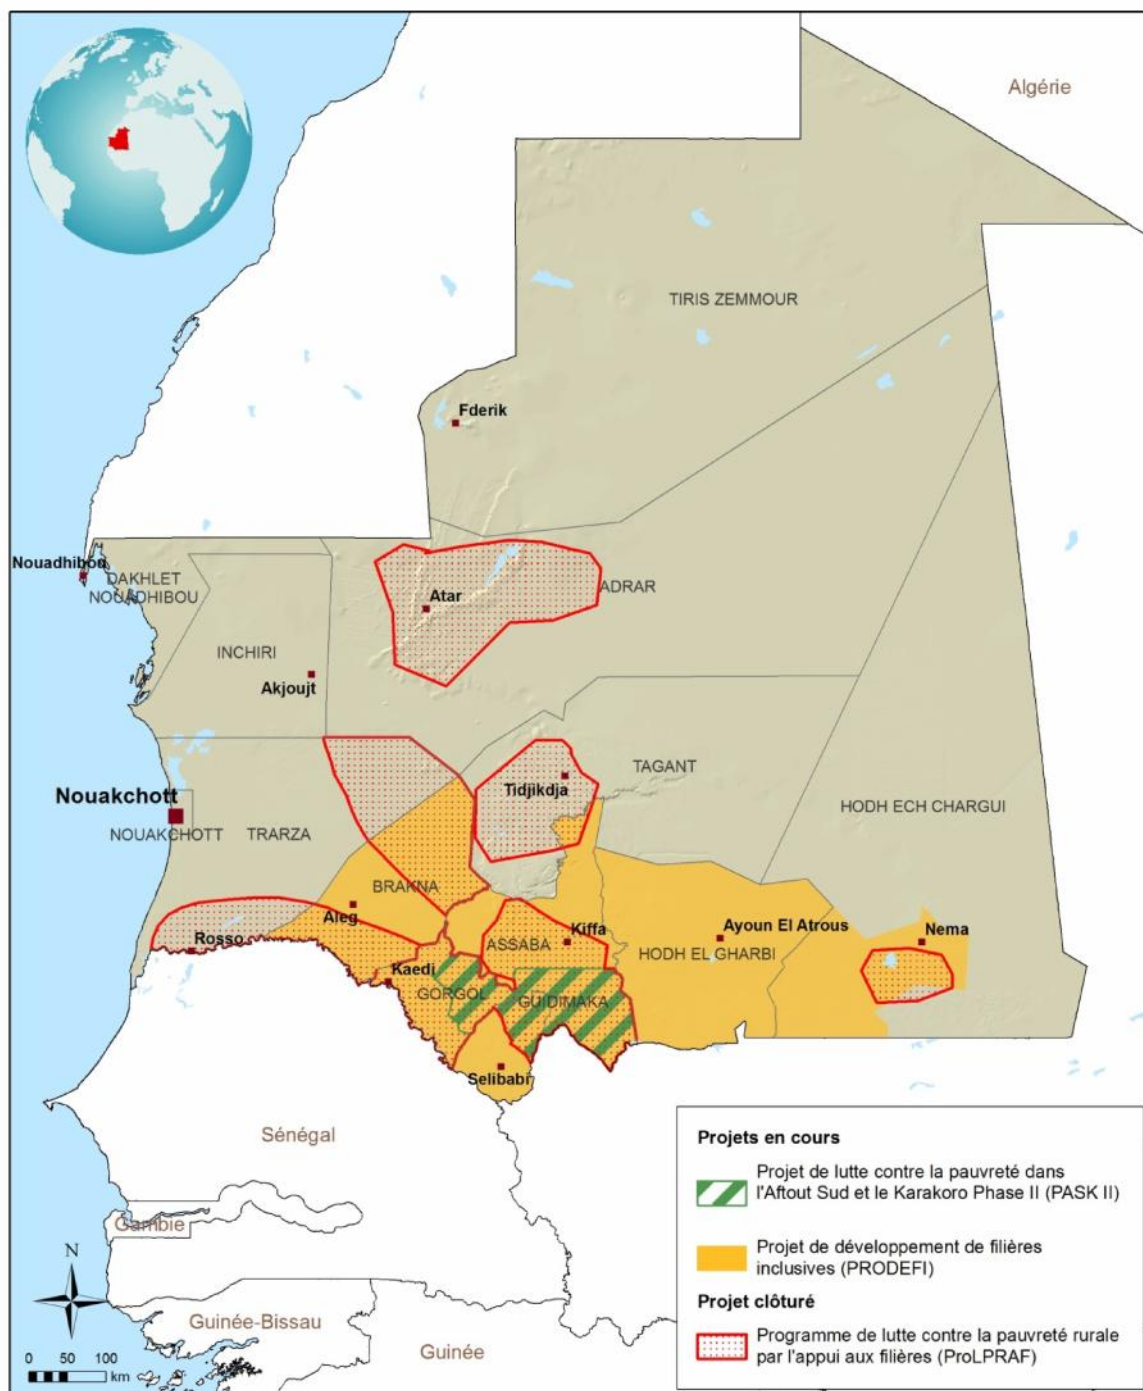 Algérie
TIRIS ZEMMOUR
Fderik
Nouadhibou
DAKHLET
NOUADHIBOU
Atar
ADRAR
INCHIRI
Akjoujt
TAGANT
Tidjikdja
Nouakchott
HODH ECH CHARGUI
NOUAKCHOTT
TRARZA
BRAKNA
Aleg
Rosso
Kiffa
Ayoun El Atrous
Nema
ASSABA
HODH EL GHARBI
Kaedi
GORGOL
GUIDIMAKA
Selibabi
Sénégal
Gambie
N
Guinée-Bissau
Guinée
0 50 100
km
Projets en cours
Projet de lutte contre la pauvreté dans
l'Aftout Sud et le Karakoro Phase II (PASK II)
Projet de développement de filières
inclusives (PRODEFI)
Projet clôturé
Programme de lutte contre la pauvreté rurale
par l'appui aux filières (ProLPRAF)